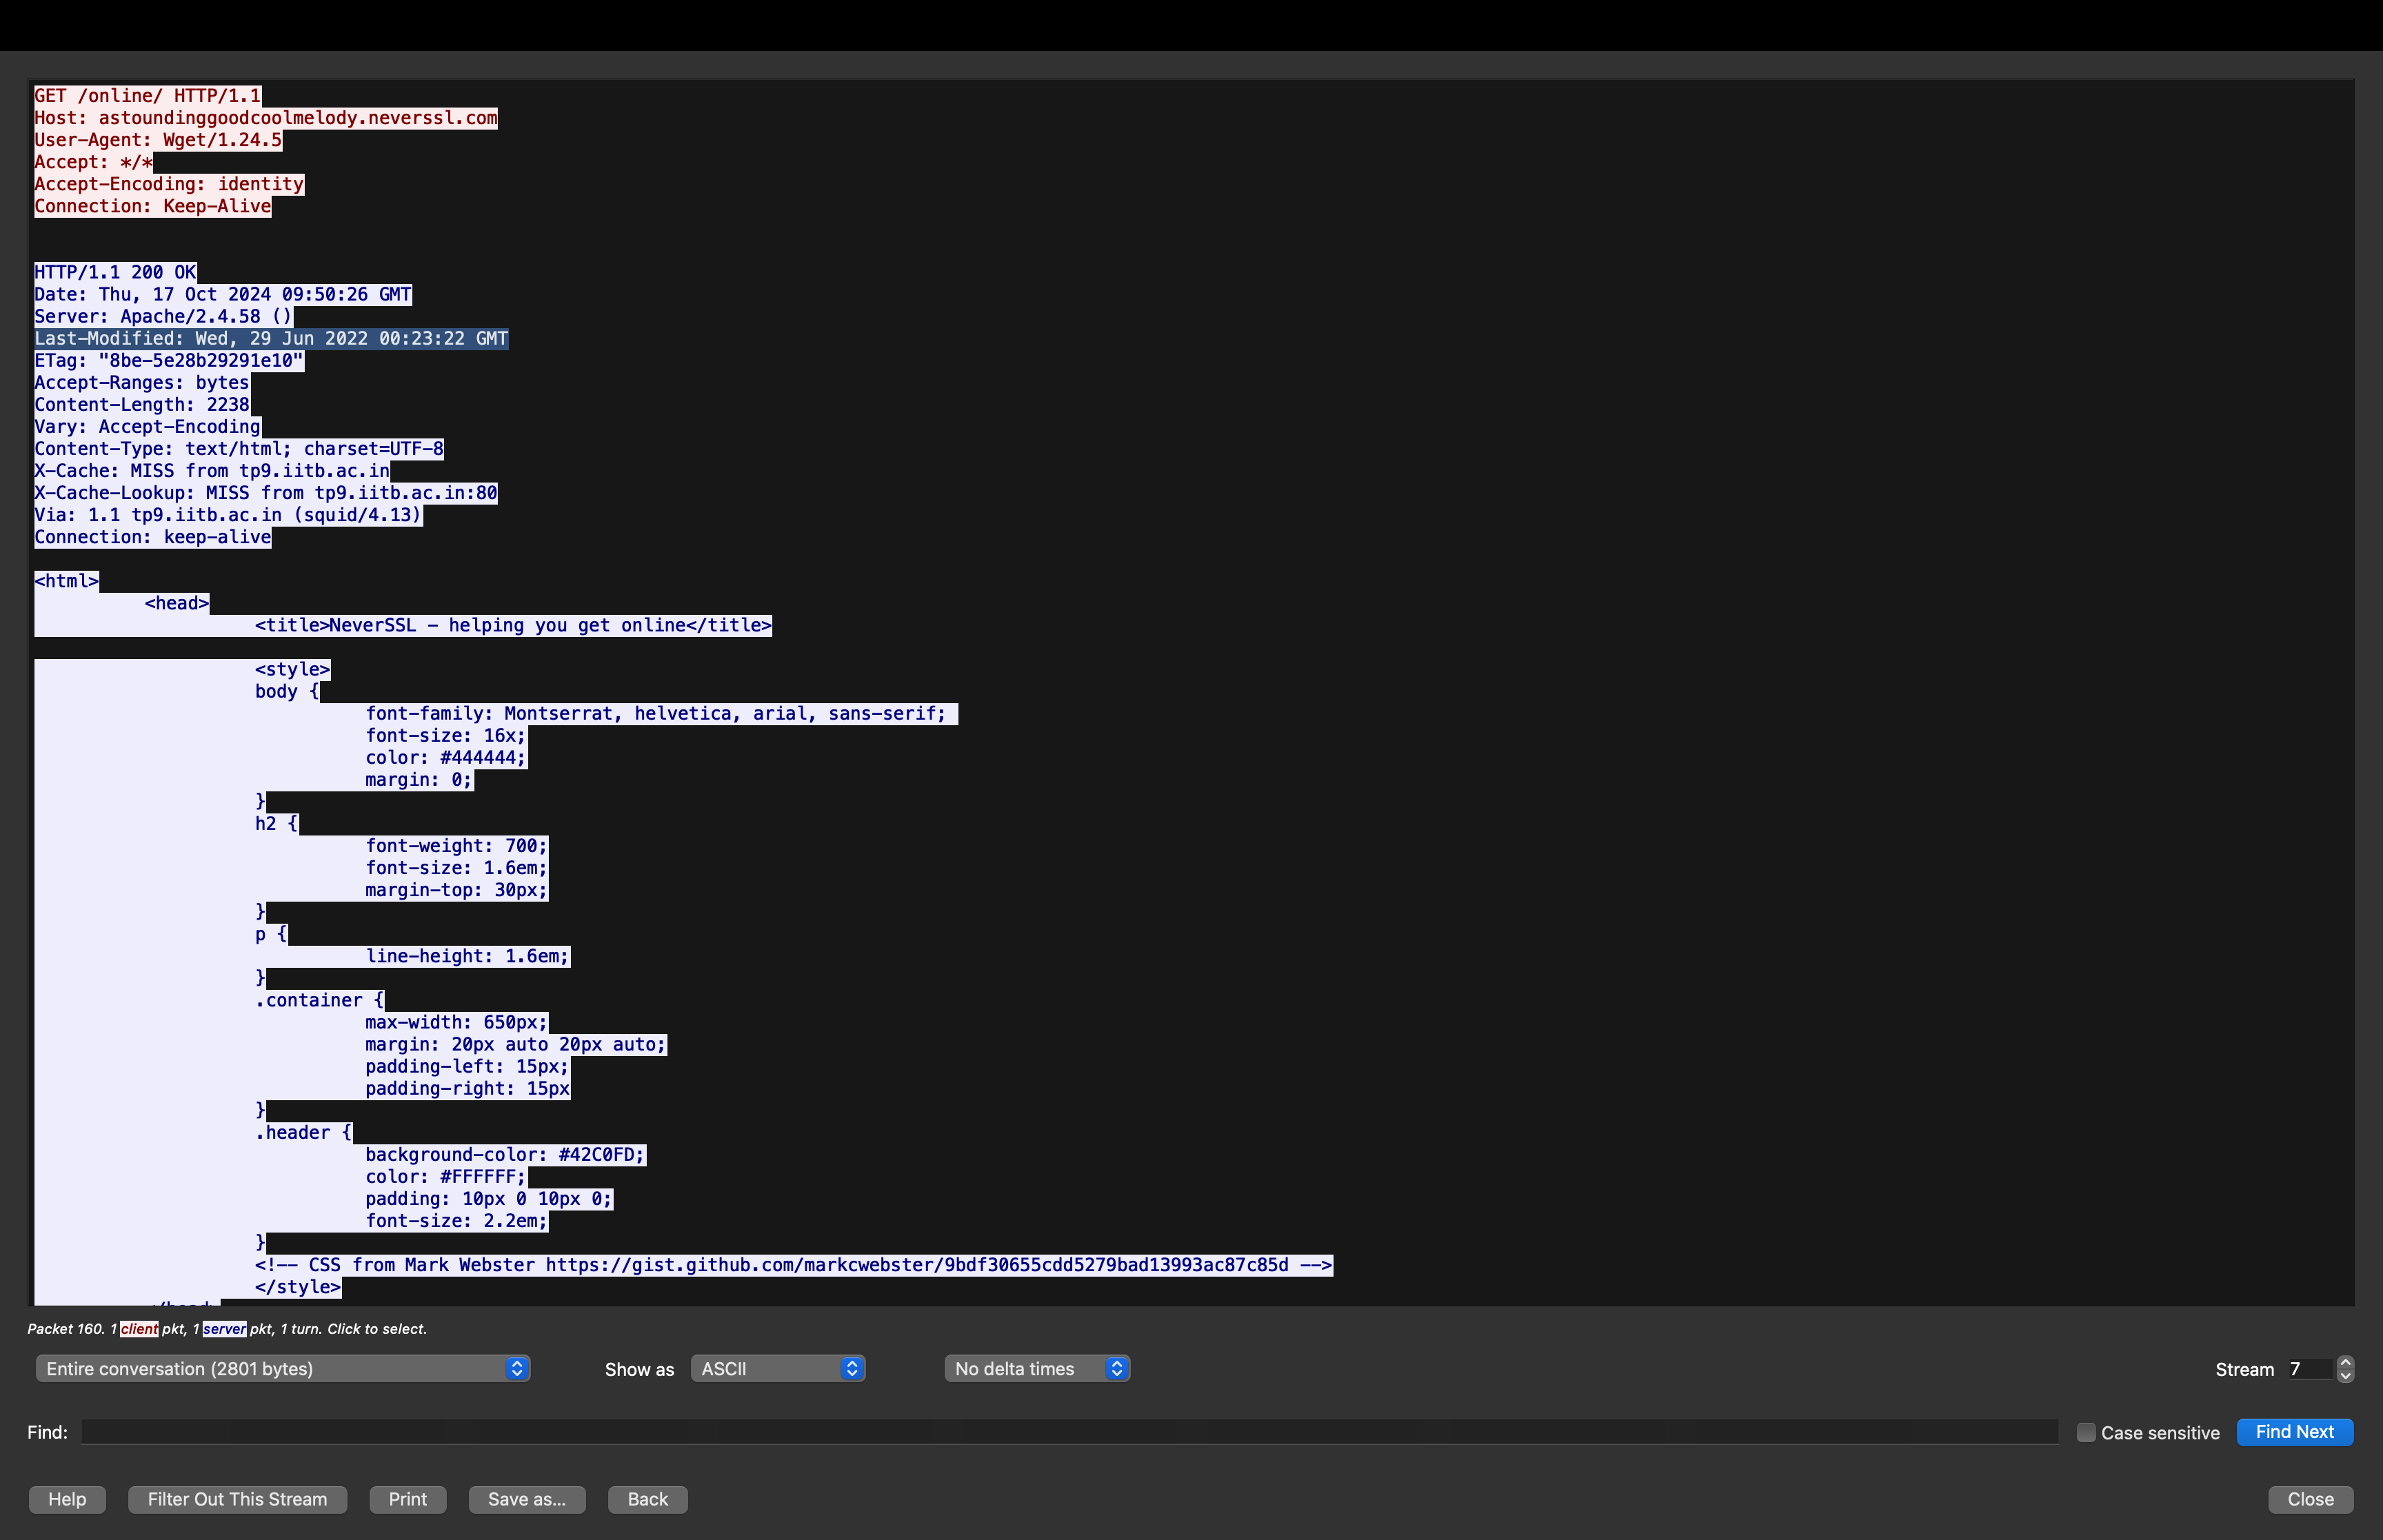 GET /online/ HTTP/1.1
Host: astoundinggoodcoolmelody.neverssl.com
User-Agent: Wget/1.24.5
Accept: */*
Accept-Encoding: identity
Connection: Keep-Alive
HTTP/1.1 200 OK
Date: Thu, 17 Oct 2024 09:50:26 GMT
Server: Apache/2.4.58 ()
Last-Modified: Wed, 29 Jun 2022 00:23:22 GMT
ETag: "8be-5e28b29291e10"
Accept-Ranges: bytes
Content-Length: 2238
Vary: Accept-Encoding
Content-Type: text/html; charset=UTF-8
X-Cache: MISS from tp9.iitb.ac.in
X-Cache-Lookup: MISS from tp9.iitb.ac.in:80
Via: 1.1 tp9.iitb.ac.in (squid/4.13)
Connection: keep-alive
<html>
<head>
<title>NeverSSL - helping you get online</title>
<style>
body {
font-family: Montserrat, helvetica, arial, sans-serif;
font-size: 16x;
color: #444444;
margin: 0;
}
h2 {
font-weight: 700;
font-size: 1.6em;
margin-top: 30px;
}
p {
line-height: 1.6em;
}
.container {
max-width: 650px;
margin: 20px auto 20px auto;
padding-left: 15px;
padding-right: 15px
}
.header {
background-color: #42C0FD;
color: #FFFFFF;
padding: 10px 0 10px 0;
font-size: 2.2em;
}
<!-- CSS from Mark Webster https://gist.github.com/markcwebster/9bdf30655cdd5279bad13993ac87c85d -->
</style>
Packet 160. 1 client pkt, 1 server pkt, 1 turn. Click to select.
Entire conversation (2801 bytes) Show as ASCII No delta times Stream 7
Find: Case sensitive Find Next
Help Filter Out This Stream Print Save as... Back Close